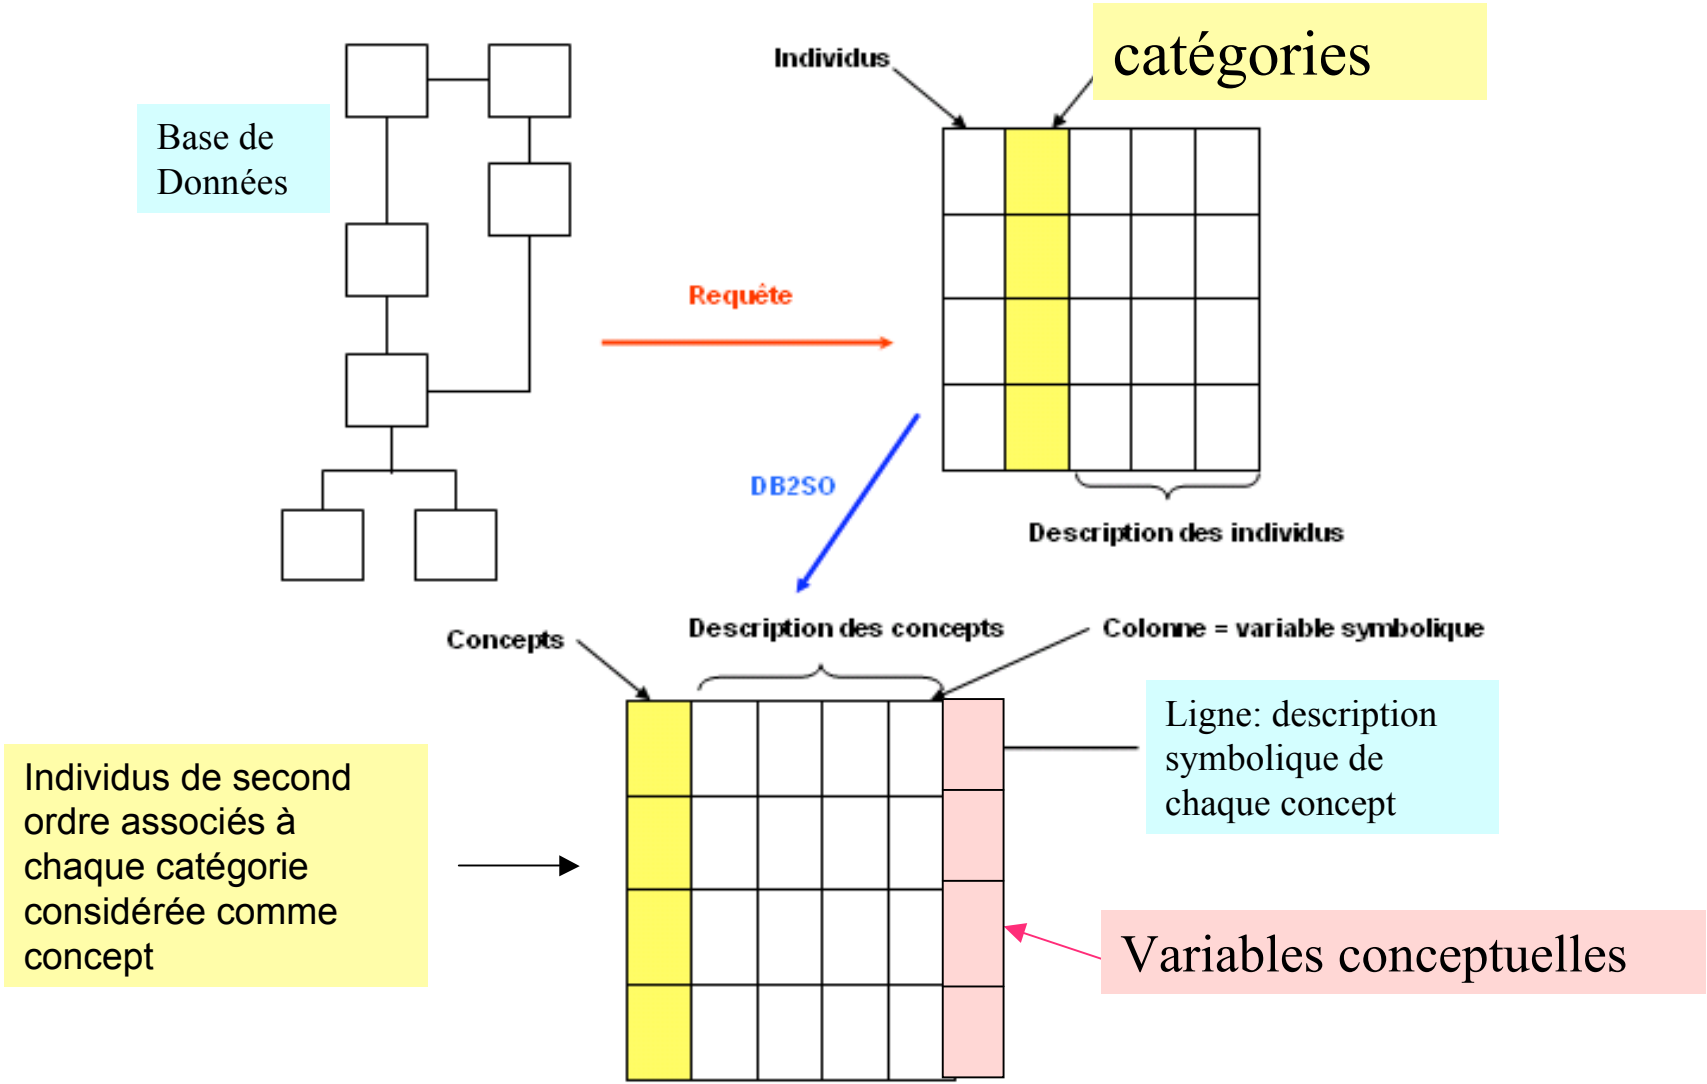 Individus
catégories
Base de
Données
Requête
DB2SO
Description des individus
Concepts
Description des concepts
Colonne = variable symbolique
Ligne: description
symbolique de
chaque concept
Individus de second
ordre associés à
chaque catégorie
considérée comme
concept
Variables conceptuelles